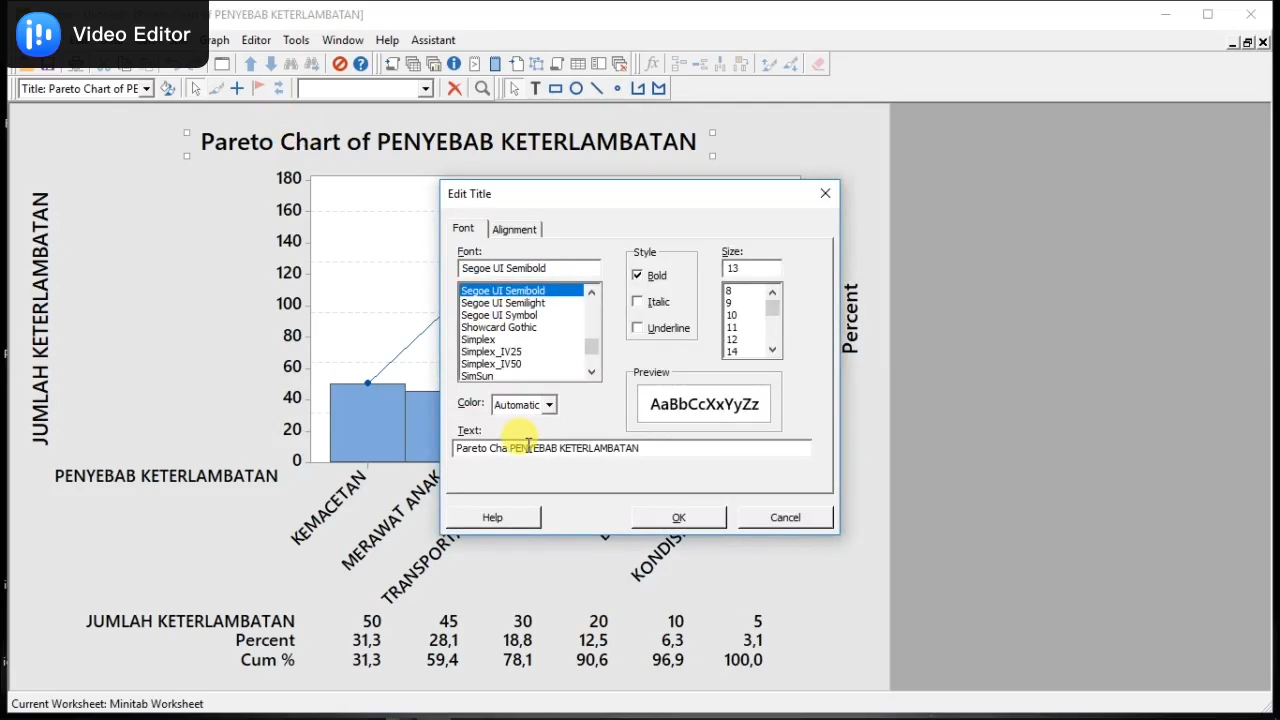 Chart of PENYEBAB KETERLAMBATAN]
Video Editor
Graph Editor Tools Window Help Assistant
Title: Pareto Chart of PE
Pareto Chart of PENYEBAB KETERLAMBATAN
JUMLAH KETERLAMBATAN
180
160
140
120
100
80
60
40
20
0
Percent
Edit Title
Font Alignment
Font:
Segoe UI Semibold
Segoe UI Semibold
Segoe UI Semilight
Segoe UI Symbol
Showcard Gothic
Simplex
Simplex_IV25
Simplex_IV50
SimSun
Style
Bold
Italic
Underline
Size:
13
8
9
10
11
12
14
Preview
AaBbCcXxYyZz
Color: Automatic
Text:
Pareto Cha PENYEBAB KETERLAMBATAN
Help OK Cancel
PENYEBAB KETERLAMBATAN
KEMACETAN
MERAWAT ANAK
TRANSPORTA
KONDIS
JUMLAH KETERLAMBATAN 50 45 30 20 10 5
Percent 31,3 28,1 18,8 12,5 6,3 3,1
Cum % 31,3 59,4 78,1 90,6 96,9 100,0
Current Worksheet: Minitab Worksheet